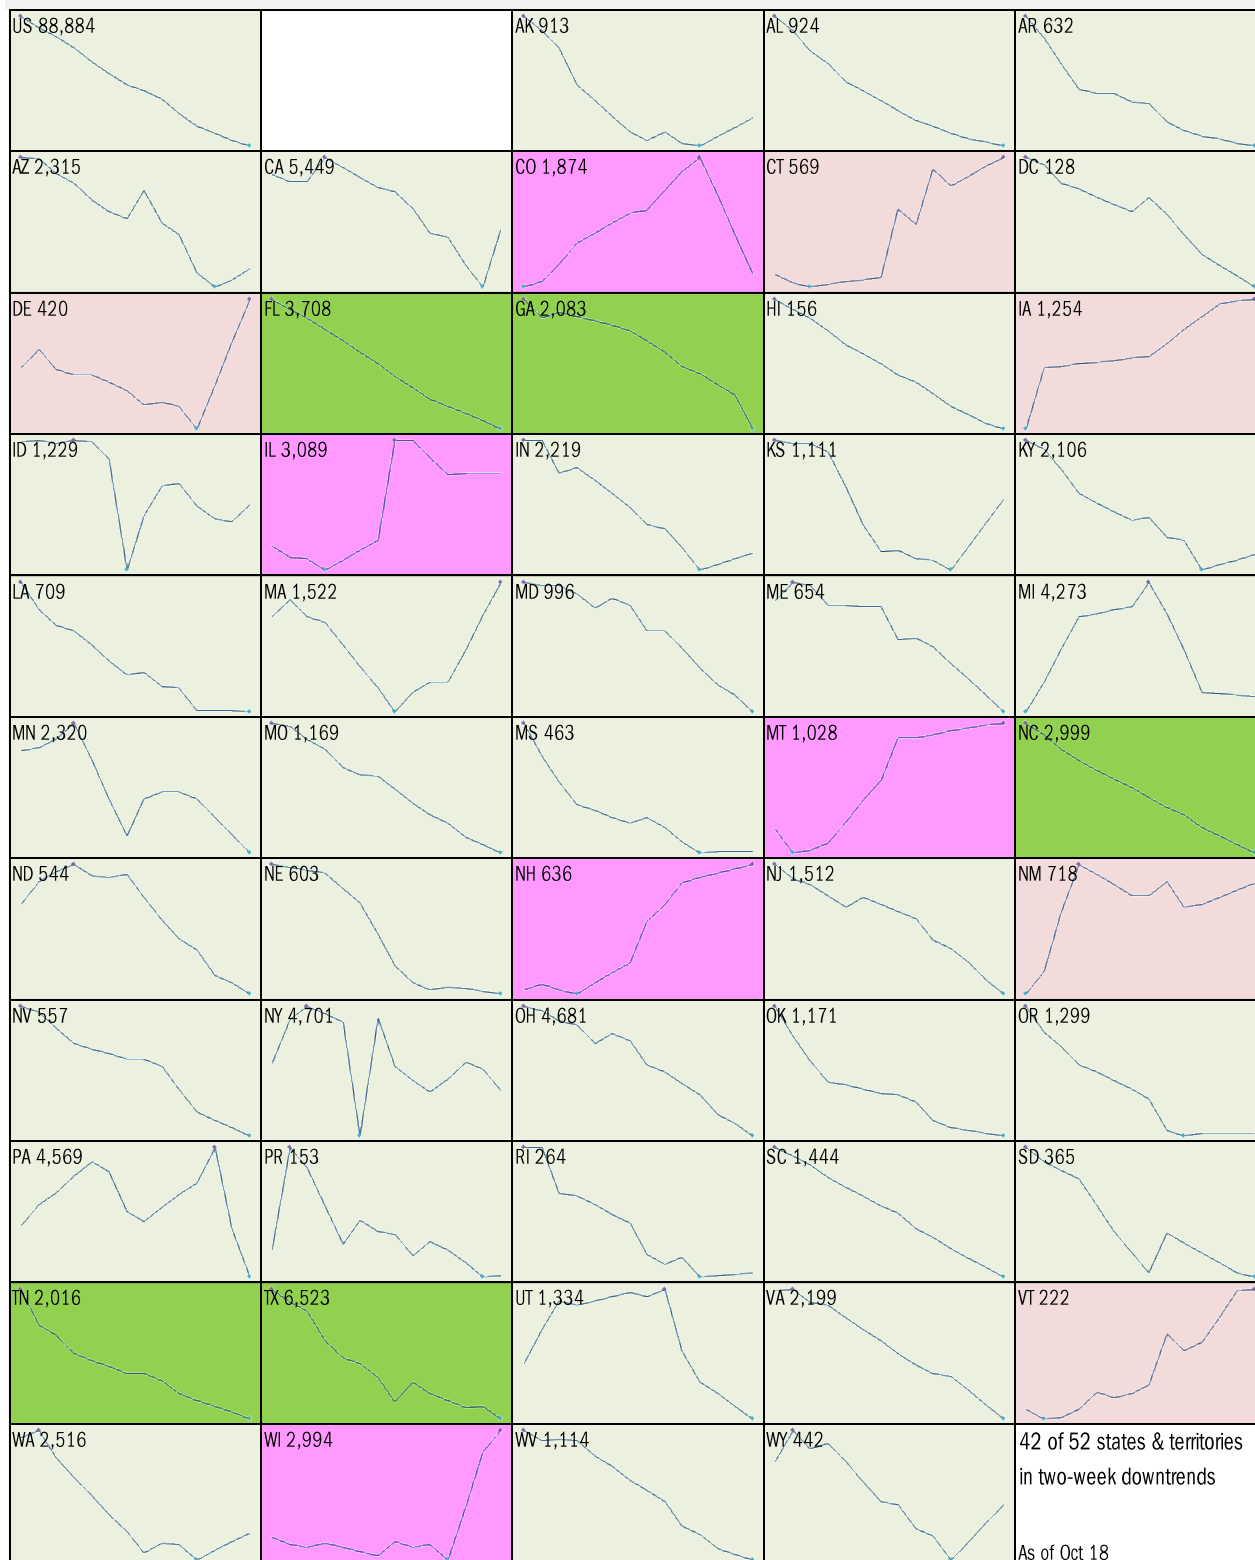 US 88,884
AK 913
AL 924
AR 632
AZ 2,315
CA 5,449
CO 1,874
CT 569
DC 128
DE 420
FL 3,708
GA 2,083
HI 156
IA 1,254
ID 1,229
IL 3,089
IN 2,219
KS 1,111
KY 2,106
LA 709
MA 1,522
MD 996
ME 654
MI 4,273
MN 2,320
MO 1,169
MS 463
MT 1,028
NC 2,999
ND 544
NE 603
NH 636
NJ 1,512
NM 718
NV 557
NY 4,701
OH 4,681
OK 1,171
OR 1,299
PA 4,569
PR 153
RI 264
SC 1,444
SD 365
TN 2,016
TX 6,523
UT 1,334
VA 2,199
VT 222
WA 2,516
WI 2,994
WV 1,114
WY 442
42 of 52 states & territories
in two-week downtrends
As of Oct 18